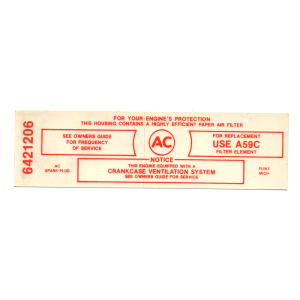 FOR YOUR ENGINE'S PROTECTION
THIS HOUSING CONTAINS A HIGHLY EFFICIENT PAPER AIR FILTER
6421206
SEE OWNERS GUIDE
FOR FREQUENCY
OF SERVICE
AC
FOR REPLACEMENT
USE A59C
FILTER ELEMENT
NOTICE
AC
SPARK PLUG
THIS ENGINE EQUIPPED WITH A
CRANKCASE VENTILATION SYSTEM
SEE OWNERS GUIDE FOR SERVICE
FLINT
MICH